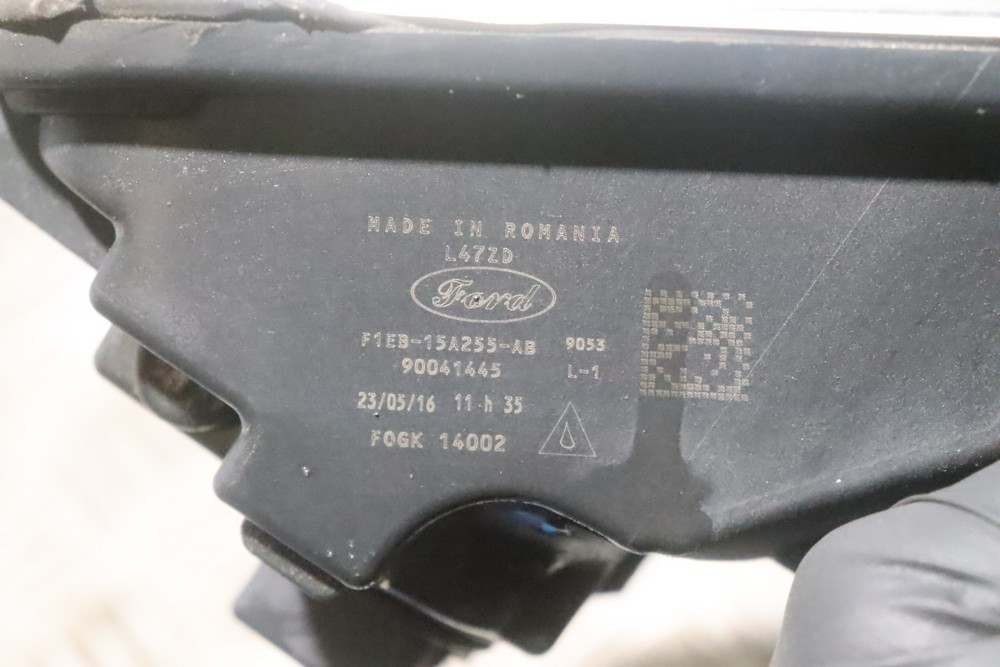 MADE IN ROMANIA
L47ZD
Ford
F1EB-15A255-AB 9053
90041445 L-1
23/05/16 11 h 35
FOGK 14002